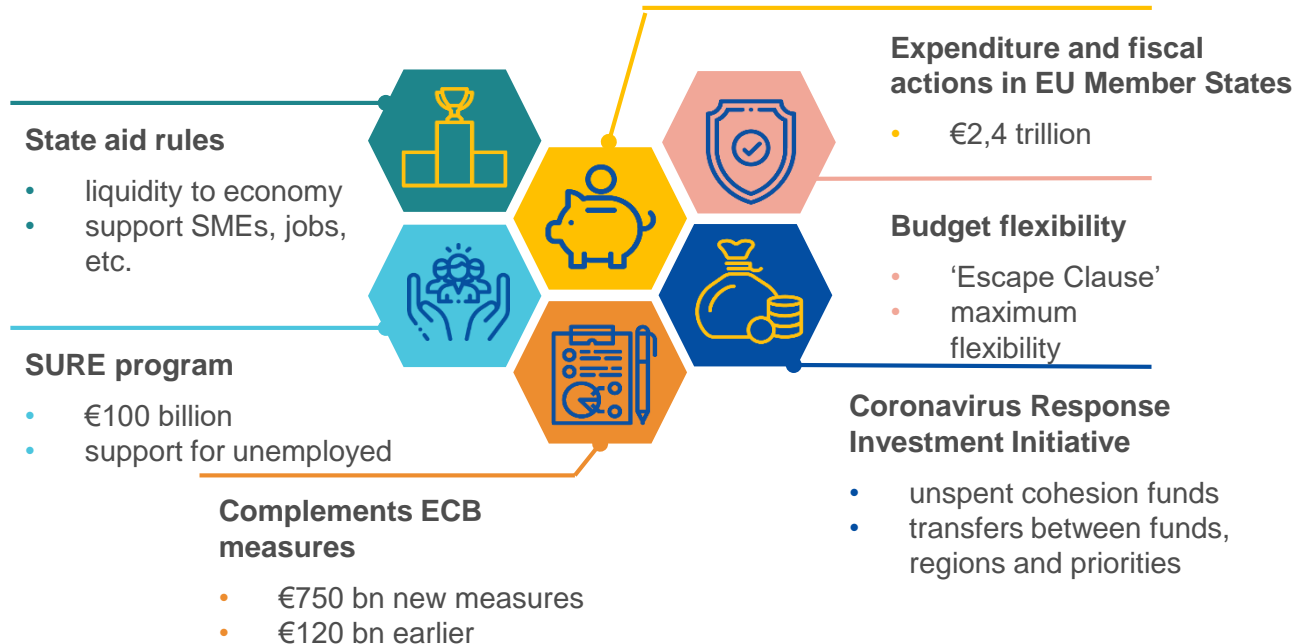 State aid rules
• liquidity to economy
• support SMEs, jobs,
etc.
SURE program
• €100 billion
• support for unemployed
Complements ECB
measures
• €750 bn new measures
• €120 bn earlier
Expenditure and fiscal
actions in EU Member States
• €2,4 trillion
Budget flexibility
• ‘Escape Clause’
• maximum
flexibility
Coronavirus Response
Investment Initiative
• unspent cohesion funds
• transfers between funds,
regions and priorities